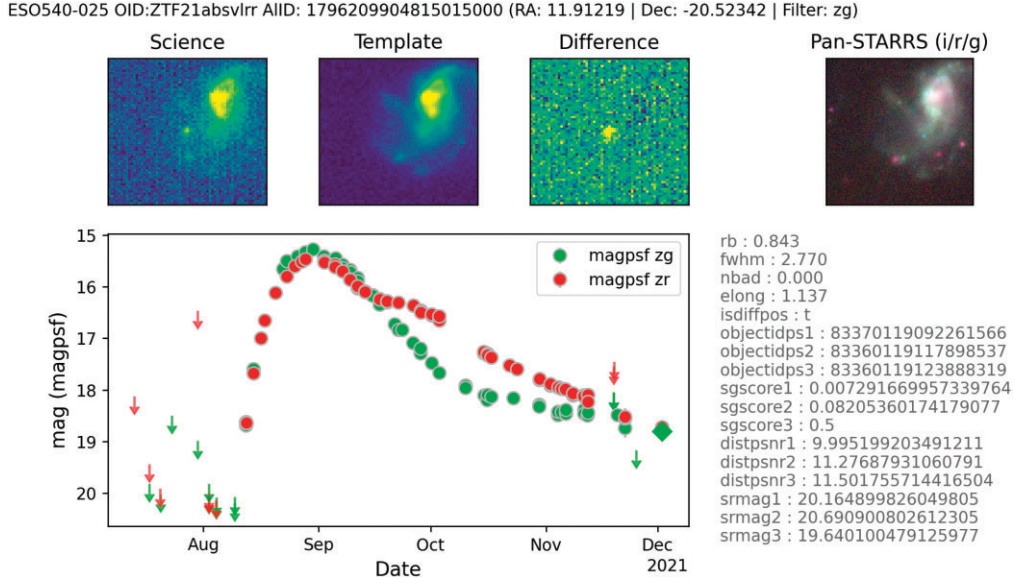 ESO540-025 OID:ZTF21absvlrr AllID: 1796209904815015000 (RA: 11.91219 | Dec: -20.52342 | Filter: zg)
Science Template Difference Pan-STARRS (i/r/g)
15
16
17
18
19
20
mag (magpsf)
magpsf zg
magpsf zr
Aug Sep Oct Nov Dec
2021
Date
rb : 0.843
fwhm : 2.770
nbad : 0.000
elong : 1.137
isdiffpos : t
objectidps1 : 83370119092261566
objectidps2 : 83360119117898537
objectidps3 : 83360119123888319
sgscore1 : 0.007291669957339764
sgscore2 : 0.08205360174179077
sgscore3 : 0.5
distpsnr1 : 9.995199203491211
distpsnr2 : 11.27687931060791
distpsnr3 : 11.501755714416504
srmag1 : 20.164899826049805
srmag2 : 20.690900802612305
srmag3 : 19.640100479125977